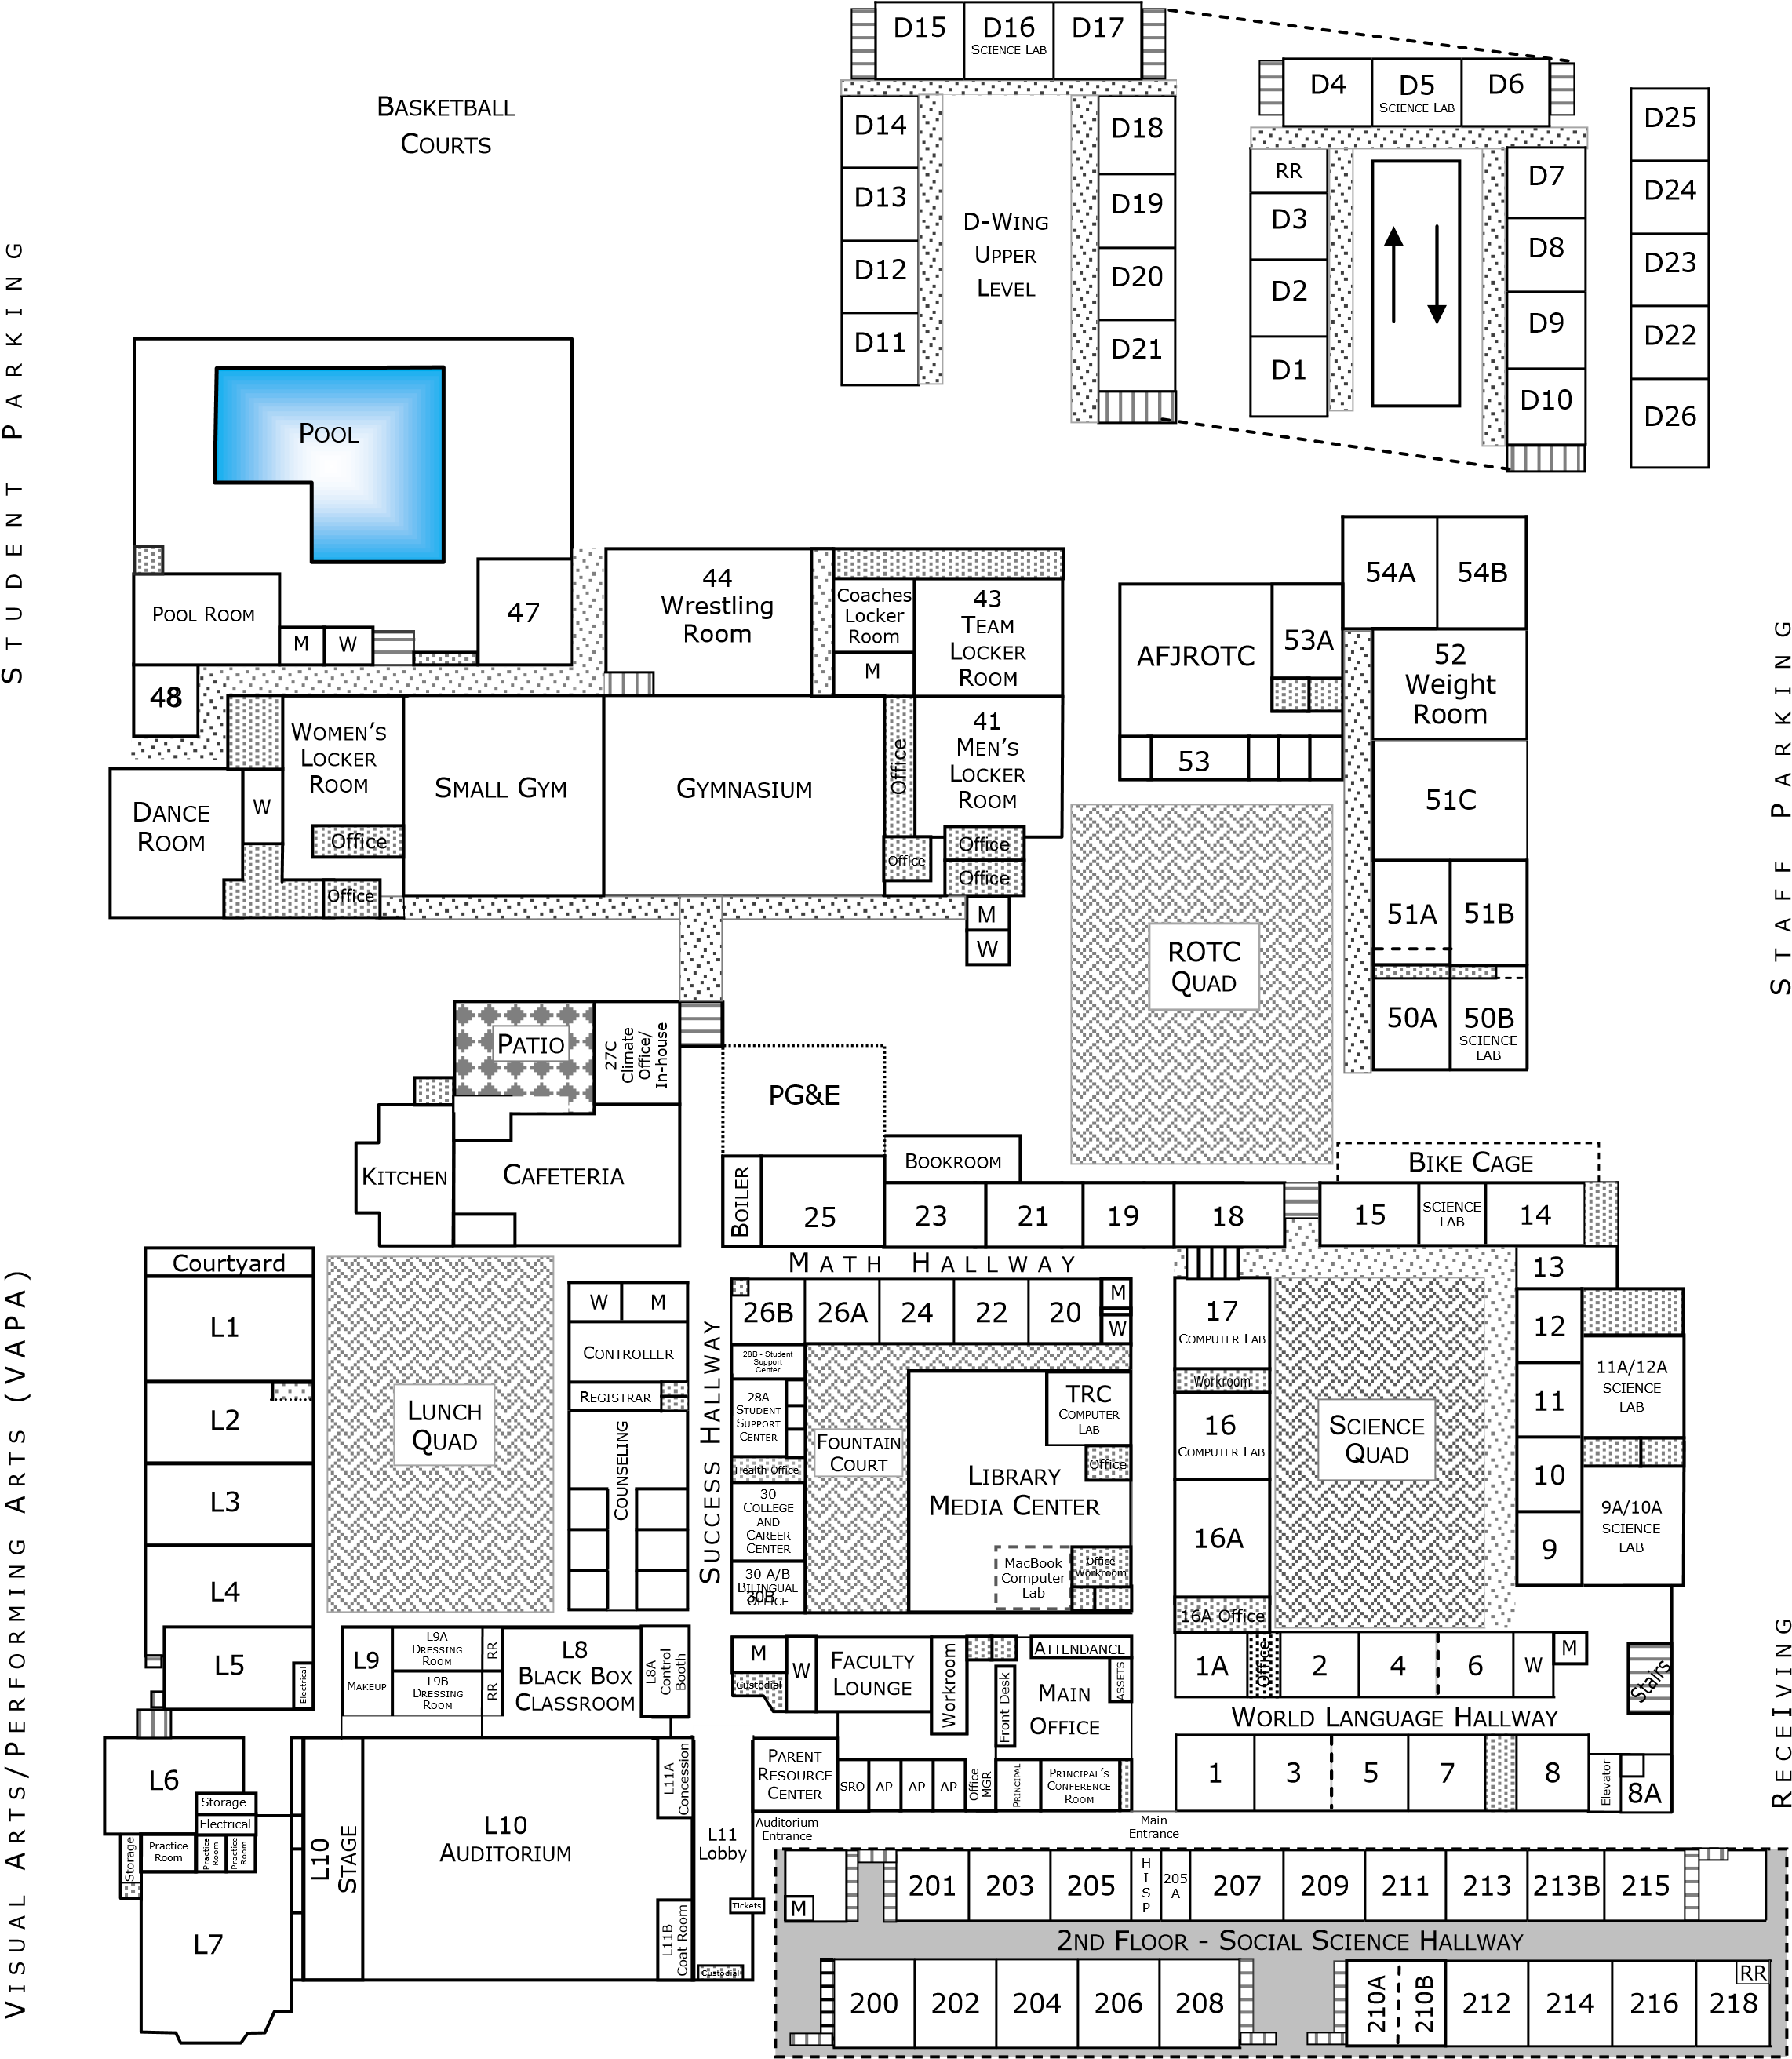 D15
D16
SCIENCE LAB
D17
D4
D5
SCIENCE LAB
D6
BASKETBALL
COURTS
D14
D13
D12
D11
D-WING
UPPER
LEVEL
D18
D19
D20
D21
RR
D3
D2
D1
D7
D8
D9
D10
D25
D24
D23
D22
D26
STUDENT PARKING
POOL
POOL ROOM
M
W
47
48
44
Wrestling
Room
Coaches
Locker
Room
M
43
TEAM
LOCKER
ROOM
WOMEN'S
LOCKER
ROOM
Office
Office
W
DANCE
ROOM
SMALL GYM
GYMNASIUM
Office
41
MEN'S
LOCKER
ROOM
Office
Office
Office
M
W
AFJROTC
53A
53
54A
54B
52
Weight
Room
51C
51A
51B
50A
50B
SCIENCE
LAB
STAFF PARKING
ROTC
QUAD
PATIO
27C
Climate
Office/
In-house
KITCHEN
CAFETERIA
PG&E
BOILER
25
BOOKROOM
23
21
19
18
BIKE CAGE
15
SCIENCE
LAB
14
13
MATH HALLWAY
VISUAL ARTS/PERFORMING ARTS (VAPA)
Courtyard
L1
L2
L3
L4
L5
Electrical
LUNCH
QUAD
W
M
CONTROLLER
REGISTRAR
COUNSELING
SUCCESS HALLWAY
26B
26A
24
22
20
M
W
28B - Student
Support
Center
28A
STUDENT
SUPPORT
CENTER
Health Office
30
COLLEGE
AND
CAREER
CENTER
30 A/B
BILINGUAL
OFFICE
30B
FOUNTAIN
COURT
TRC
COMPUTER
LAB
Office
LIBRARY
MEDIA CENTER
MacBook
Computer
Lab
Office
Workroom
17
COMPUTER LAB
Workroom
16
COMPUTER LAB
16A
16A Office
SCIENCE
QUAD
12
11
10
9
11A/12A
SCIENCE
LAB
9A/10A
SCIENCE
LAB
L9
MAKEUP
L9A
DRESSING
ROOM
L9B
DRESSING
ROOM
RR
RR
L8
BLACK BOX
CLASSROOM
L8A
Control
Booth
M
Custodial
W
FACULTY
LOUNGE
Workroom
ATTENDANCE
Front Desk
MAIN
OFFICE
ASSETS
1A
Office
2
4
6
W
M
Stairs
WORLD LANGUAGE HALLWAY
1
3
5
7
8
Elevator
8A
RECEIVING
L6
Storage
Electrical
Practice
Room
Practice
Room
Practice
Room
Storage
L7
L10
STAGE
L10
AUDITORIUM
L11A
Concession
L11B
Coat Room
L11
Lobby
Tickets
Custodial
PARENT
RESOURCE
CENTER
SRO
AP
AP
AP
Office
MGR
PRINCIPAL
PRINCIPAL'S
CONFERENCE
ROOM
Auditorium
Entrance
Main
Entrance
M
201
203
205
HISP
205
A
207
209
211
213
213B
215
2ND FLOOR - SOCIAL SCIENCE HALLWAY
200
202
204
206
208
210A
210B
212
214
216
218
RR